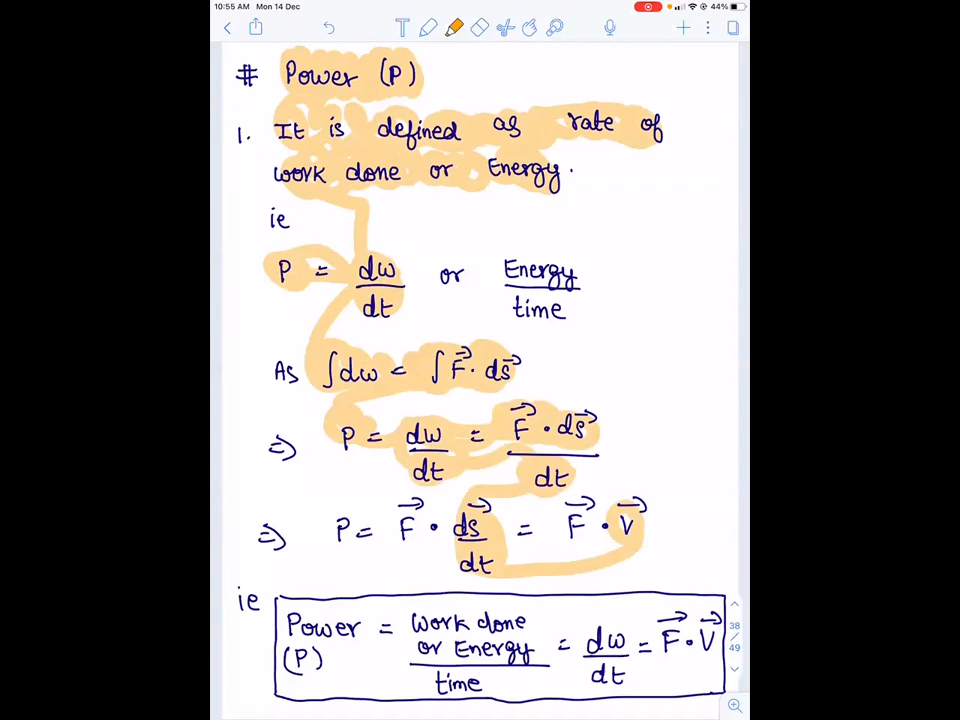 10:55 AM Mon 14 Dec 44%
# Power (P)
1. It is defined as rate of
work done or Energy.
ie
P = dw/dt or Energy/time
As ∫dw = ∫F⃗ · ds⃗
⇒ P = dw/dt = F⃗ · ds⃗/dt
⇒ P = F⃗ · ds⃗/dt = F⃗ · V⃗
ie
Power (P) = work done or Energy/time = dw/dt = F⃗ · V⃗
38/49